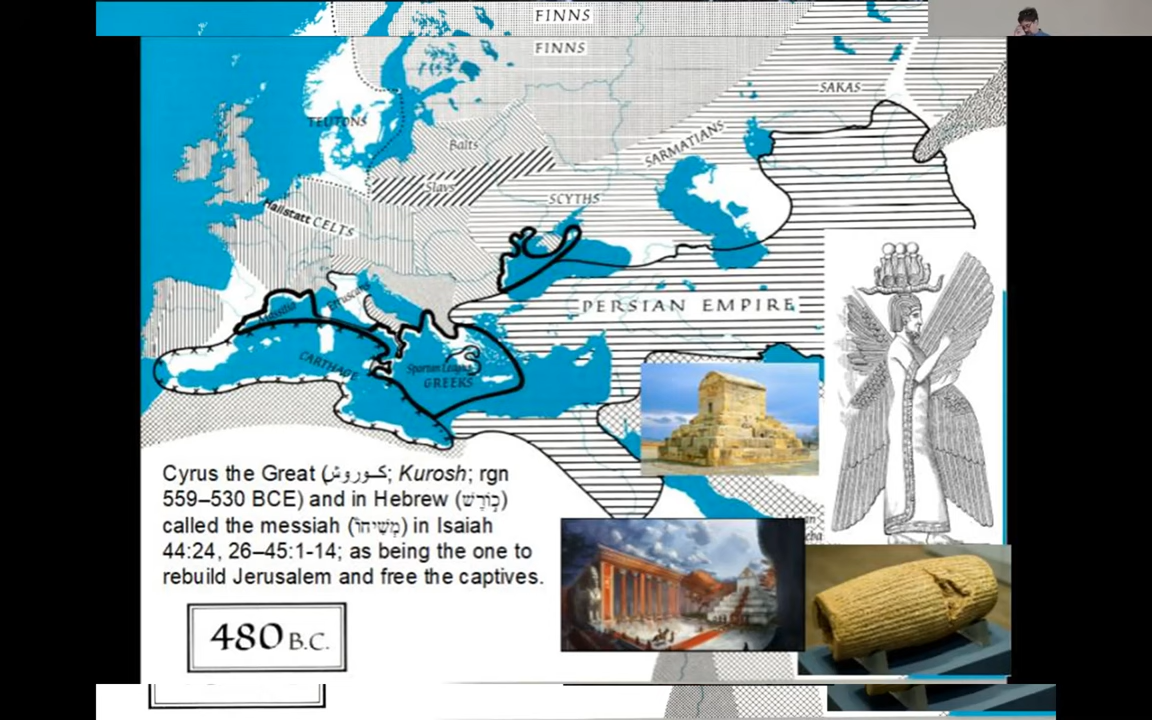 FINNS
FINNS
SAKAS
TEUTONS
SARMATIANS
Balts
Slavs
SCYTHS
Hallstatt CELTS
Etruscans
PERSIAN EMPIRE
CARTHAGE
Spartan League
GREEKS
Cyrus the Great (کوروش; Kurosh; rgn
559–530 BCE) and in Hebrew (כּוֹרֶשׁ)
called the messiah (מְשִׁיחוֹ) in Isaiah
44:24, 26–45:1-14; as being the one to
rebuild Jerusalem and free the captives.
480 B.C.